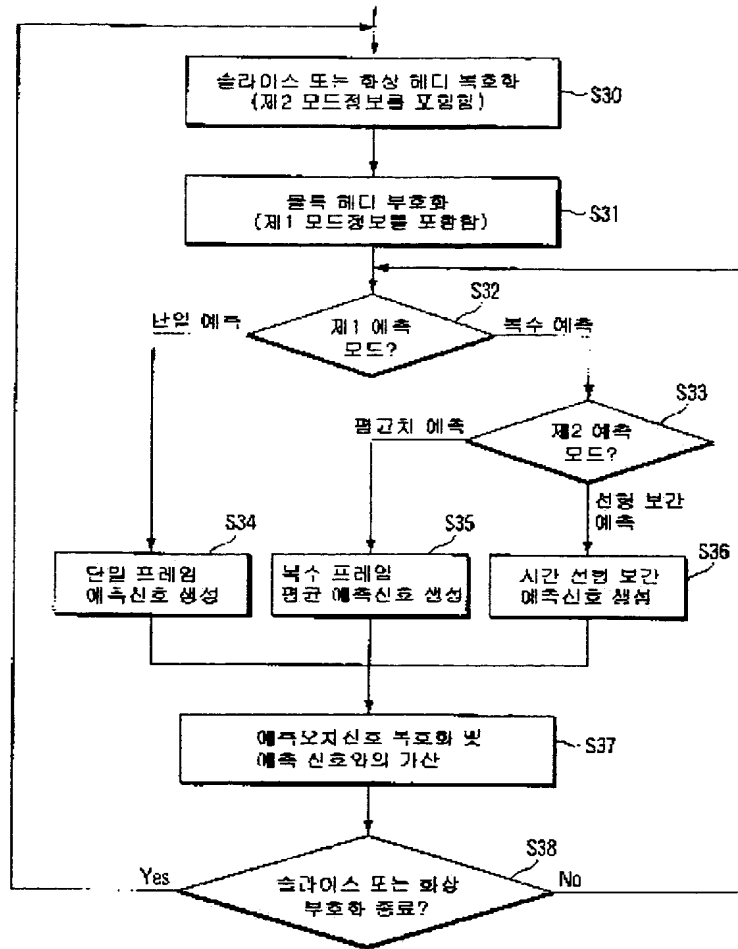 슬라이스 또는 화상 헤더 복호화
(제2 모드정보를 포함함)
S30
블록 헤더 부호화
(제1 모드정보를 포함함)
S31
S32
단일 예측
제1 예측
모드?
복수 예측
S33
평균치 예측
제2 예측
모드?
선형 보간
예측
S34
S35
S36
단일 프레임
예측신호 생성
복수 프레임
평균 예측신호 생성
시간 선형 보간
예측신호 생성
예측오차신호 복호화 및
예측 신호와의 가산
S37
S38
Yes
슬라이스 또는 화상
부호화 종료?
No